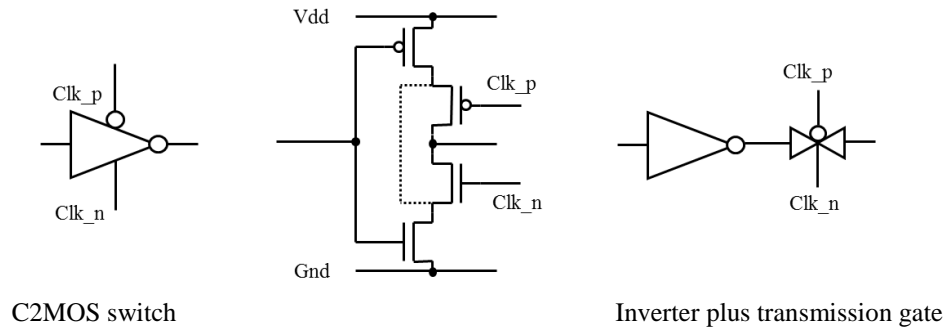 Vdd
Clk_p
Clk_n
Clk_p
Clk_n
Gnd
Clk_p
Clk_n
C2MOS switch
Inverter plus transmission gate